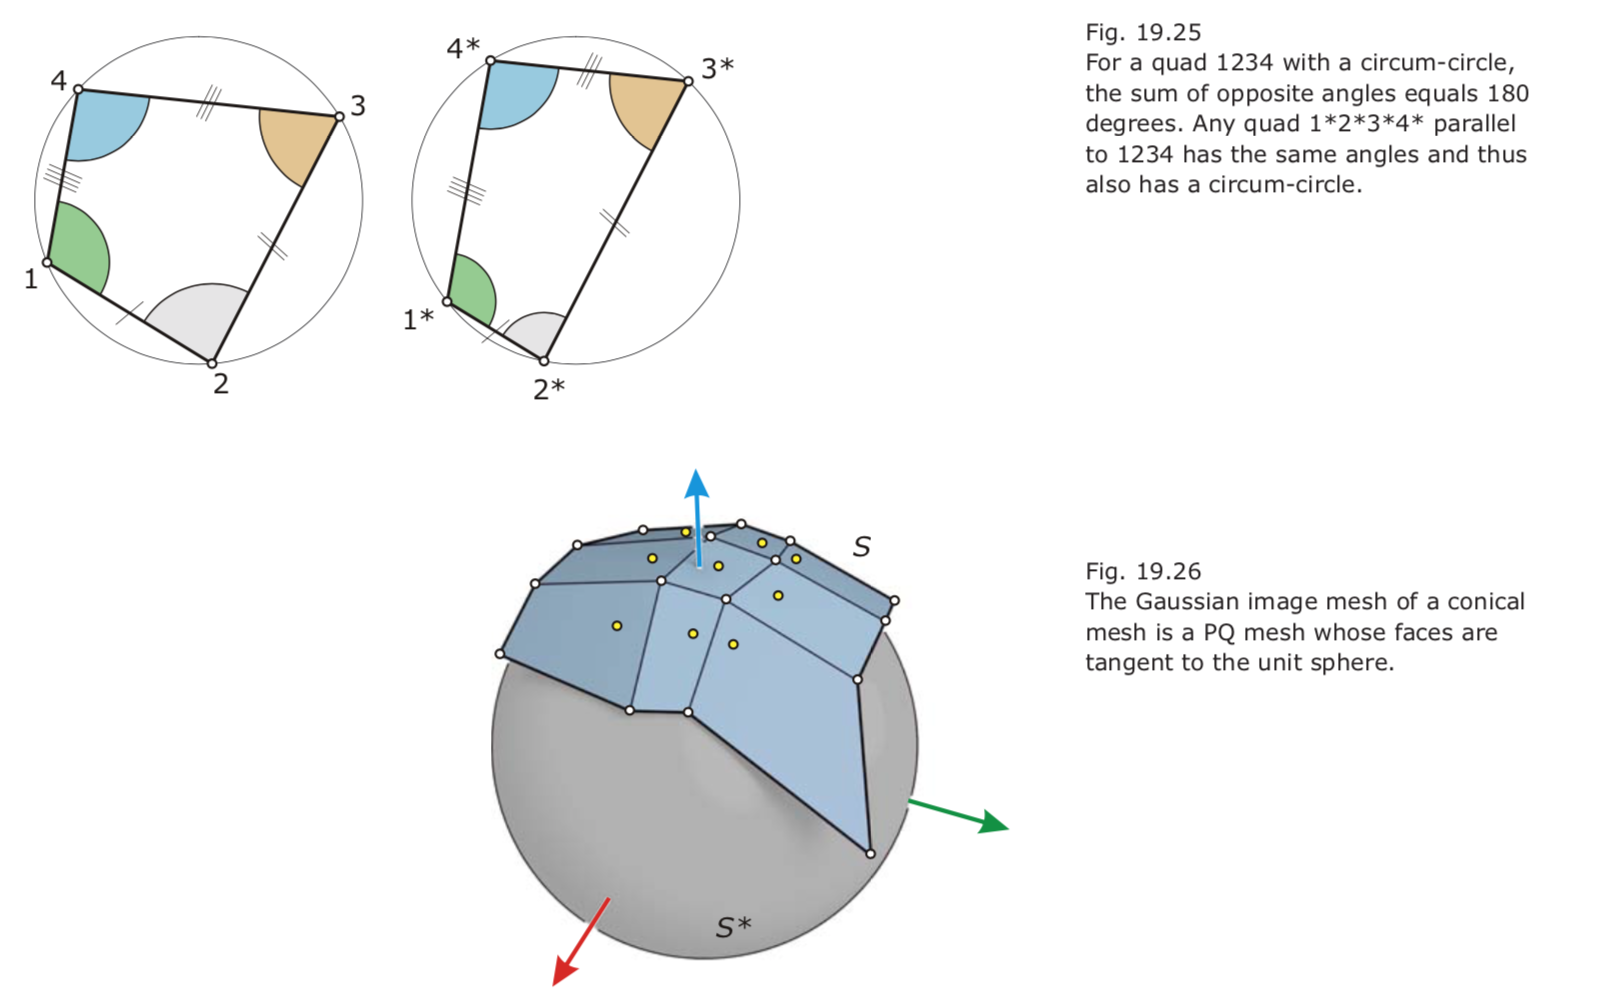 4
3
1
2
4*
3*
1*
2*
Fig. 19.25
For a quad 1234 with a circum-circle,
the sum of opposite angles equals 180
degrees. Any quad 1*2*3*4* parallel
to 1234 has the same angles and thus
also has a circum-circle.
S
S*
Fig. 19.26
The Gaussian image mesh of a conical
mesh is a PQ mesh whose faces are
tangent to the unit sphere.